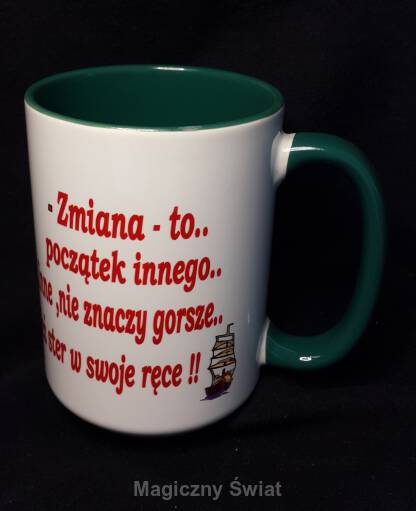 - Zmiana - to..
początek innego..
,nie znaczy gorsze..
ster w swoje ręce !!
Magiczny Świat